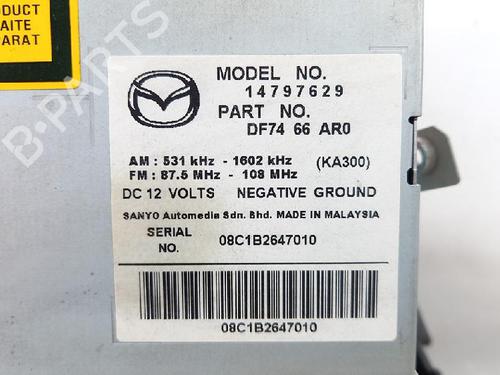 RODUCT
AITE
PARAT
B-PARTS
MODEL NO.
14797629
PART NO.
DF74 66 AR0
AM : 531 kHz - 1602 kHz (KA300)
FM : 87.5 MHz - 108 MHz
DC 12 VOLTS NEGATIVE GROUND
SANYO Automedia Sdn. Bhd. MADE IN MALAYSIA
SERIAL NO. 08C1B2647010
08C1B2647010